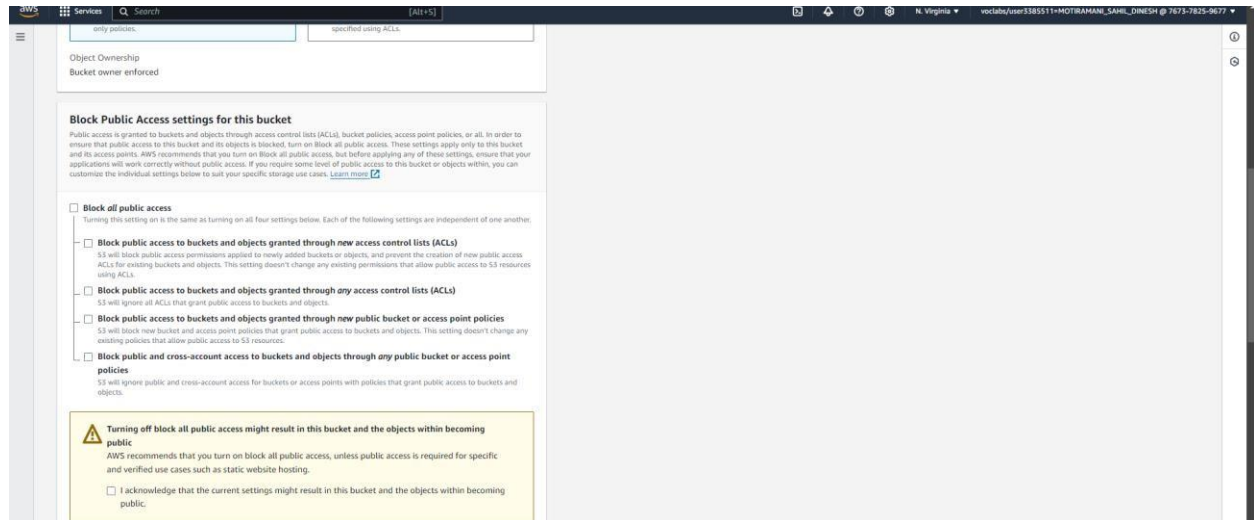 aws Services Search [Alt+S] N. Virginia voclabs/user3385511=MOTIRAMANI_SAHIL_DINESH @ 7673-7825-9677
only policies.
specified using ACLs.
Object Ownership
Bucket owner enforced
Block Public Access settings for this bucket
Public access is granted to buckets and objects through access control lists (ACLs), bucket policies, access point policies, or all. In order to
ensure that public access to this bucket and its objects is blocked, turn on Block all public access. These settings apply only to this bucket
and its access points. AWS recommends that you turn on Block all public access, but before applying any of these settings, ensure that your
applications will work correctly without public access. If you require some level of public access to this bucket or objects within, you can
customize the individual settings below to suit your specific storage use cases. Learn more
Block all public access
Turning this setting on is the same as turning on all four settings below. Each of the following settings are independent of one another.
Block public access to buckets and objects granted through new access control lists (ACLs)
S3 will block public access permissions applied to newly added buckets or objects, and prevent the creation of new public access
ACLs for existing buckets and objects. This setting doesn't change any existing permissions that allow public access to S3 resources
using ACLs.
Block public access to buckets and objects granted through any access control lists (ACLs)
S3 will ignore all ACLs that grant public access to buckets and objects.
Block public access to buckets and objects granted through new public bucket or access point policies
S3 will block new bucket and access point policies that grant public access to buckets and objects. This setting doesn't change any
existing policies that allow public access to S3 resources.
Block public and cross-account access to buckets and objects through any public bucket or access point
policies
S3 will ignore public and cross-account access for buckets or access points with policies that grant public access to buckets and
objects.
Turning off block all public access might result in this bucket and the objects within becoming
public
AWS recommends that you turn on block all public access, unless public access is required for specific
and verified use cases such as static website hosting.
I acknowledge that the current settings might result in this bucket and the objects within becoming
public.